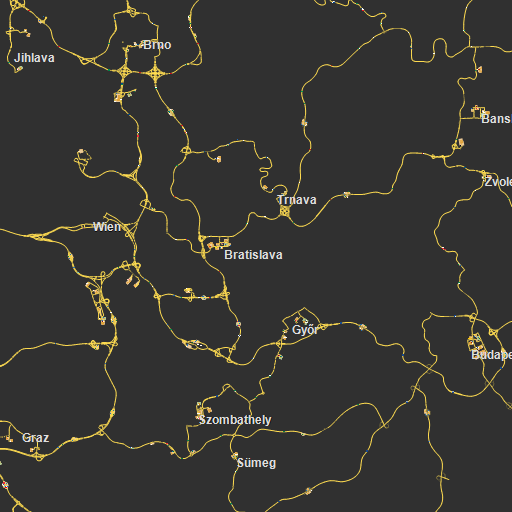 Brno
Jihlava
Bans
Zvole
Trnava
Wien
Bratislava
Győr
Budape
Szombathely
Graz
Sümeg